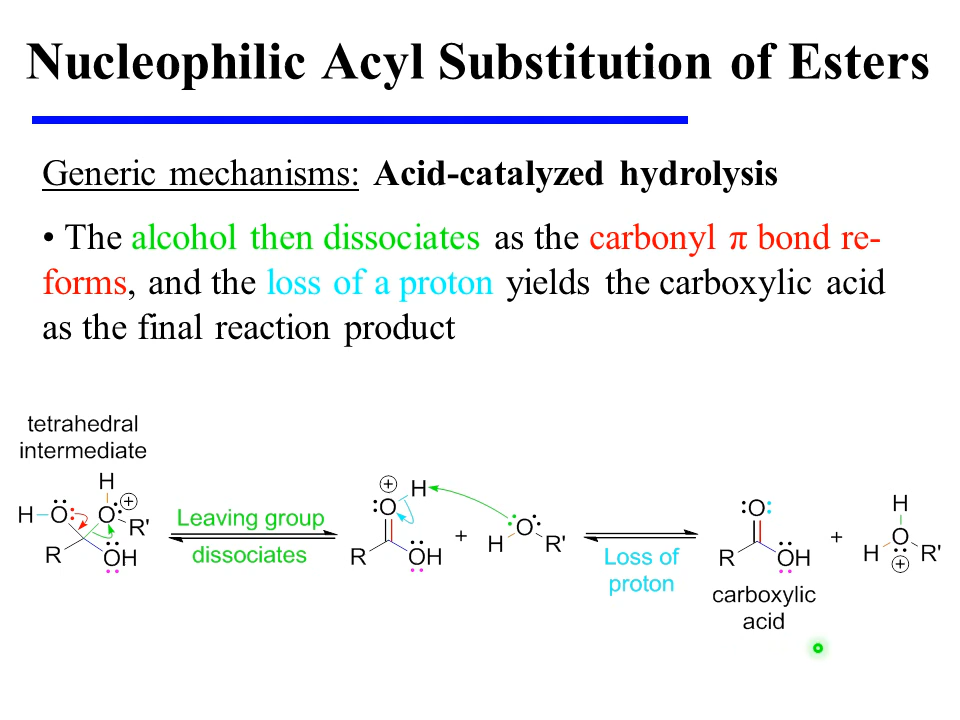 Nucleophilic Acyl Substitution of Esters
Generic mechanisms: Acid-catalyzed hydrolysis
• The alcohol then dissociates as the carbonyl π bond re-
forms, and the loss of a proton yields the carboxylic acid
as the final reaction product
tetrahedral
intermediate
H
H O O +
R'
R OH
Leaving group
dissociates
+
O H
R OH
+
H O R'
Loss of
proton
O
R OH
carboxylic
acid
+
H
H O R'
+